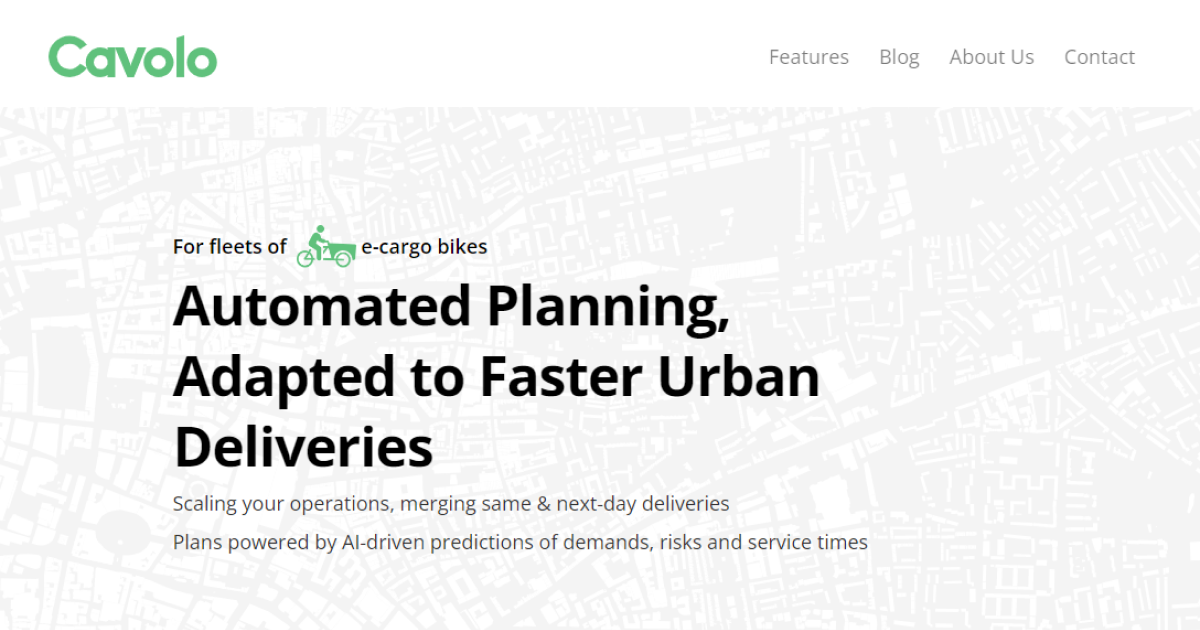 Cavolo
Features
Blog
About Us
Contact
For fleets of e-cargo bikes
Automated Planning,
Adapted to Faster Urban
Deliveries
Scaling your operations, merging same & next-day deliveries
Plans powered by AI-driven predictions of demands, risks and service times